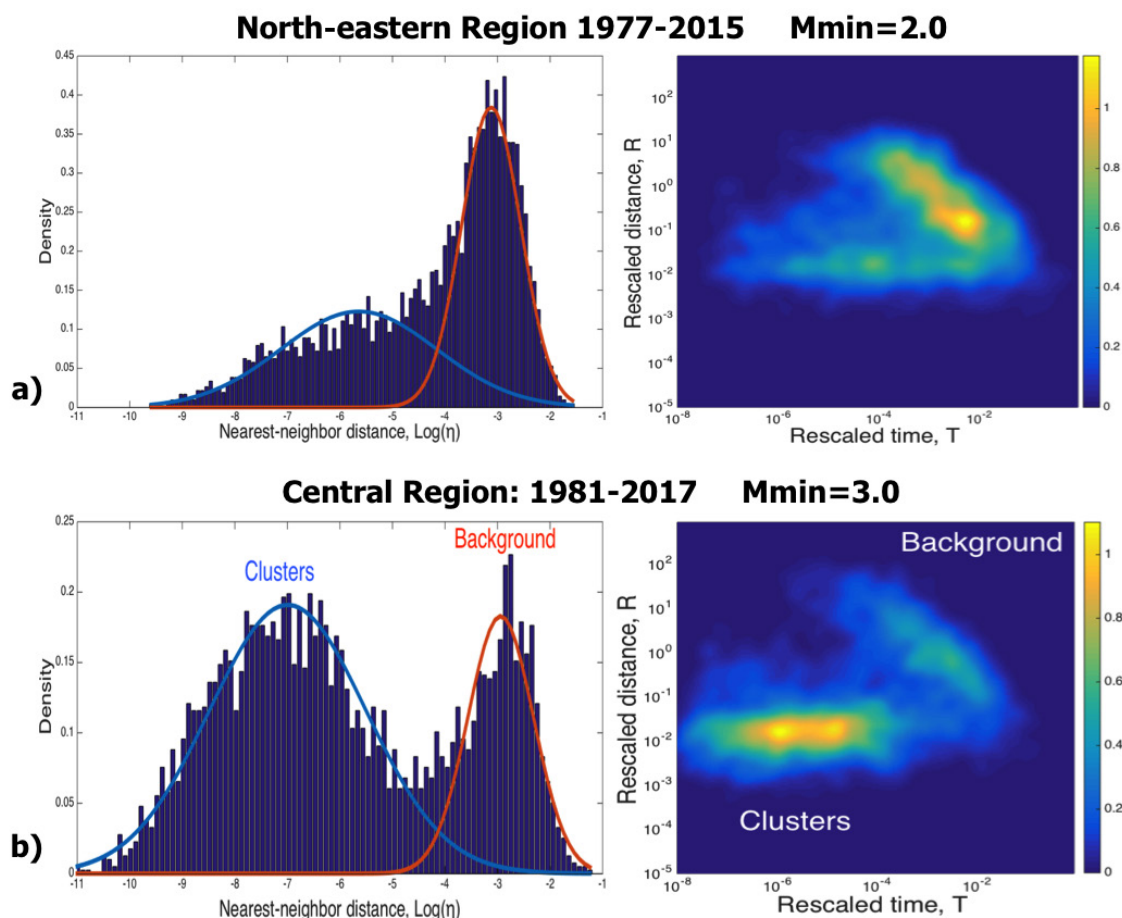 North-eastern Region 1977-2015 Mmin=2.0
0.45
0.4
0.35
0.3
0.25
0.2
0.15
0.1
0.05
0
Density
-11 -10 -9 -8 -7 -6 -5 -4 -3 -2 -1
Nearest-neighbor distance, Log(η)
a)
10²
10¹
10⁰
10⁻¹
10⁻²
10⁻³
10⁻⁴
10⁻⁵
Rescaled distance, R
10⁻⁸ 10⁻⁶ 10⁻⁴ 10⁻²
Rescaled time, T
1
0.8
0.6
0.4
0.2
0
Central Region: 1981-2017 Mmin=3.0
0.25
0.2
0.15
0.1
0.05
0
Density
Clusters
Background
-11 -10 -9 -8 -7 -6 -5 -4 -3 -2 -1
Nearest-neighbor distance, Log(η)
b)
Background
Clusters
10²
10¹
10⁰
10⁻¹
10⁻²
10⁻³
10⁻⁴
10⁻⁵
Rescaled distance, R
10⁻⁸ 10⁻⁶ 10⁻⁴ 10⁻²
Rescaled time, T
1
0.8
0.6
0.4
0.2
0